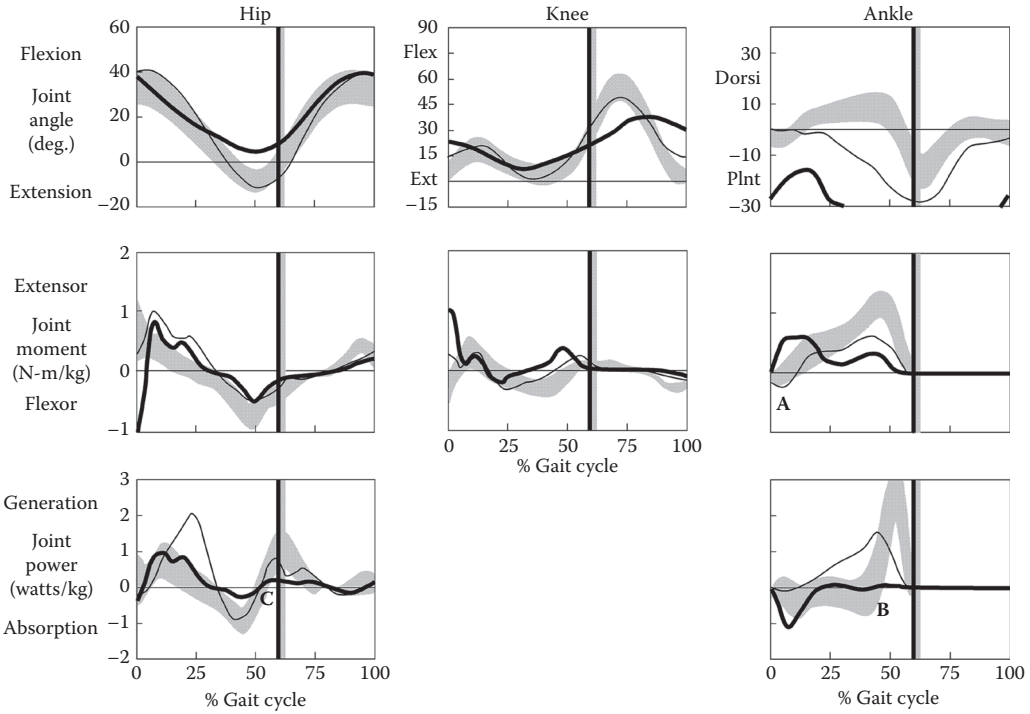 Hip
Knee
Ankle
Flexion
Joint
angle
(deg.)
Extension
60
40
20
0
−20
90
Flex
60
45
30
15
Ext
−15
30
Dorsi
10
−10
Plnt
−30
Extensor
Joint
moment
(N-m/kg)
Flexor
2
1
0
−1
0 25 50 75 100
% Gait cycle
A
Generation
Joint
power
(watts/kg)
Absorption
3
2
1
0
−1
−2
C
0 25 50 75 100
% Gait cycle
B
0 25 50 75 100
% Gait cycle